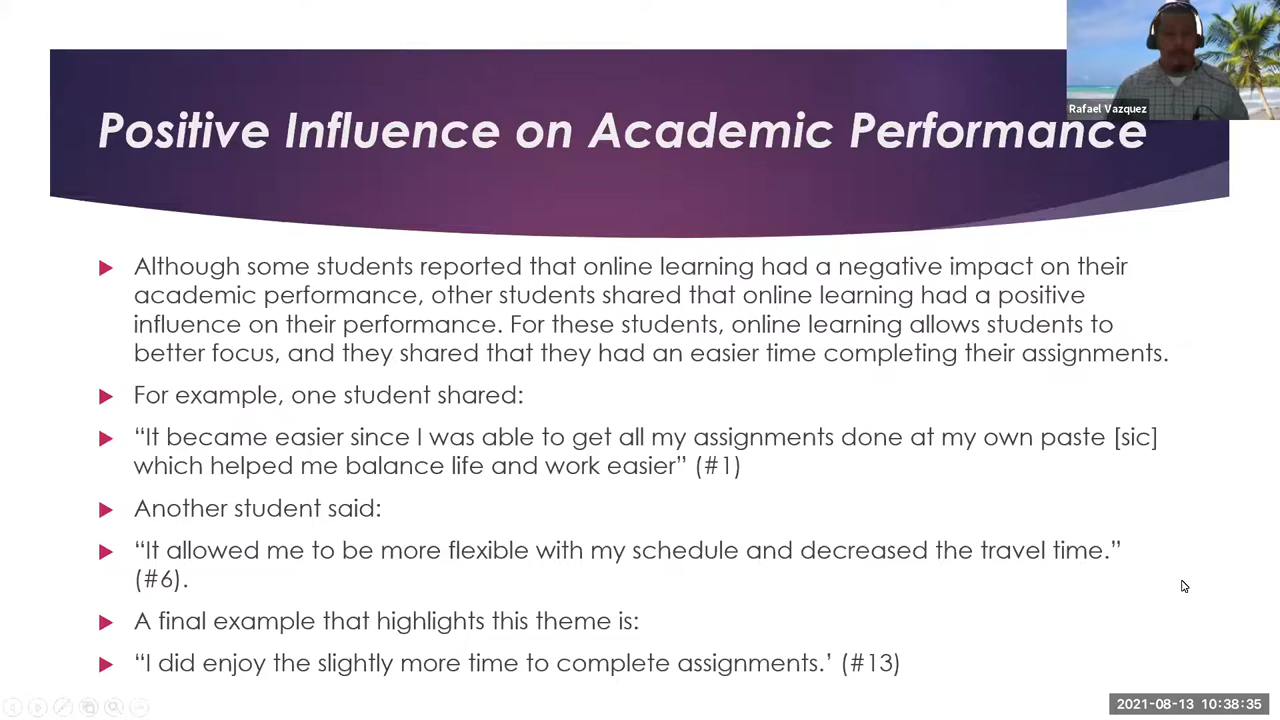 Rafael Vazquez
Positive Influence on Academic Performance
Although some students reported that online learning had a negative impact on their
academic performance, other students shared that online learning had a positive
influence on their performance. For these students, online learning allows students to
better focus, and they shared that they had an easier time completing their assignments.
For example, one student shared:
“It became easier since I was able to get all my assignments done at my own paste [sic]
which helped me balance life and work easier” (#1)
Another student said:
“It allowed me to be more flexible with my schedule and decreased the travel time.”
(#6).
A final example that highlights this theme is:
“I did enjoy the slightly more time to complete assignments.’ (#13)
2021-08-13 10:38:35